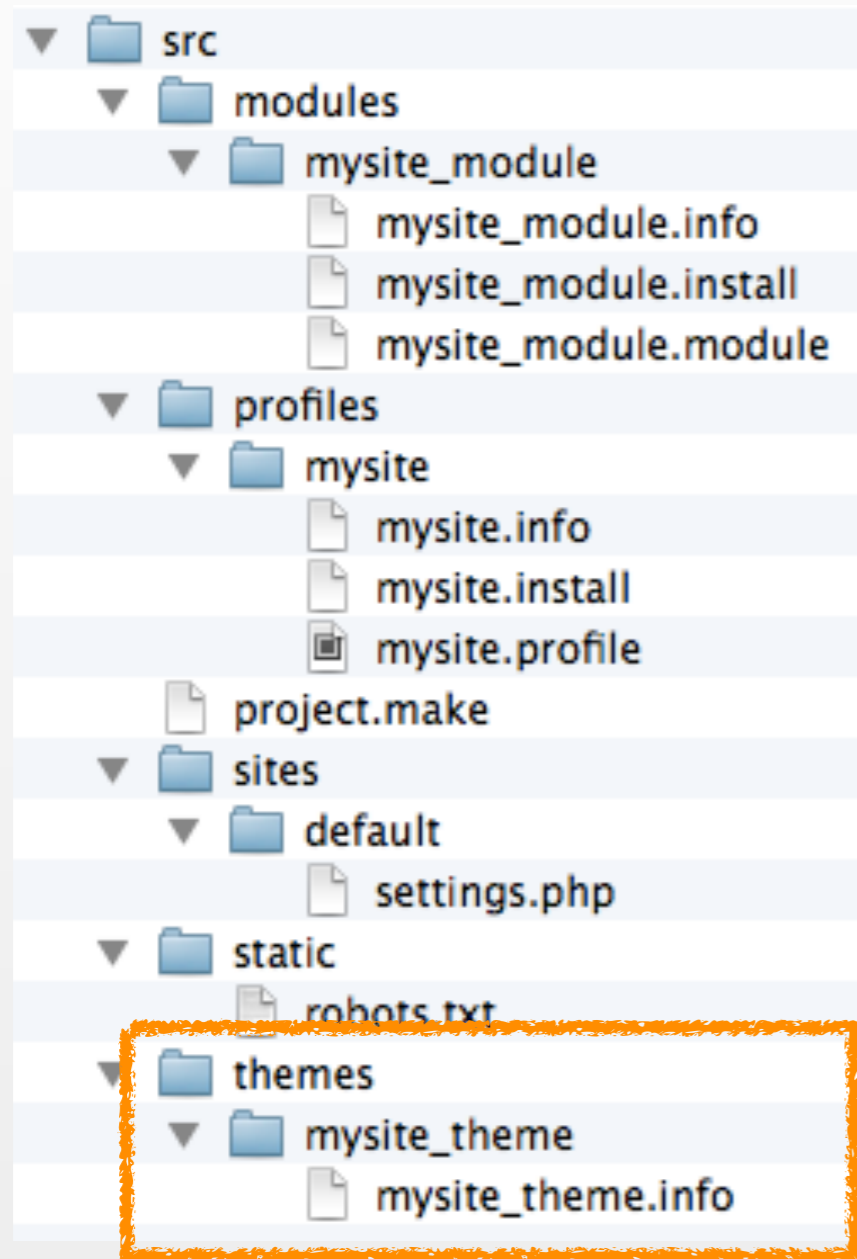 src
modules
mysite_module
mysite_module.info
mysite_module.install
mysite_module.module
profiles
mysite
mysite.info
mysite.install
mysite.profile
project.make
sites
default
settings.php
static
robots.txt
themes
mysite_theme
mysite_theme.info